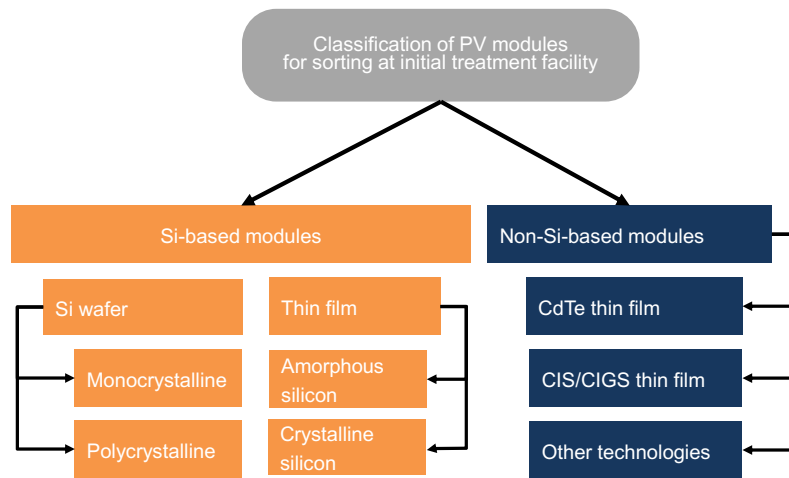 Classification of PV modules
for sorting at initial treatment facility
Si-based modules
Non-Si-based modules
Si wafer
Thin film
CdTe thin film
Monocrystalline
Amorphous
silicon
CIS/CIGS thin film
Polycrystalline
Crystalline
silicon
Other technologies